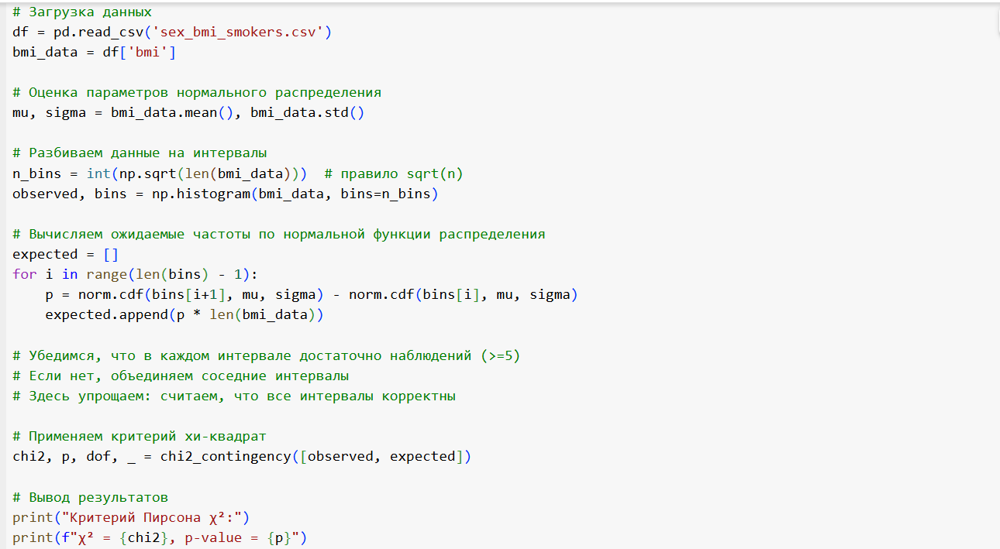 # Загрузка данных
df = pd.read_csv('sex_bmi_smokers.csv')
bmi_data = df['bmi']
# Оценка параметров нормального распределения
mu, sigma = bmi_data.mean(), bmi_data.std()
# Разбиваем данные на интервалы
n_bins = int(np.sqrt(len(bmi_data)))  # правило sqrt(n)
observed, bins = np.histogram(bmi_data, bins=n_bins)
# Вычисляем ожидаемые частоты по нормальной функции распределения
expected = []
for i in range(len(bins) - 1):
    p = norm.cdf(bins[i+1], mu, sigma) - norm.cdf(bins[i], mu, sigma)
    expected.append(p * len(bmi_data))
# Убедимся, что в каждом интервале достаточно наблюдений (>=5)
# Если нет, объединяем соседние интервалы
# Здесь упрощаем: считаем, что все интервалы корректны
# Применяем критерий хи-квадрат
chi2, p, dof, _ = chi2_contingency([observed, expected])
# Вывод результатов
print("Критерий Пирсона χ²:")
print(f"χ² = {chi2}, p-value = {p}")